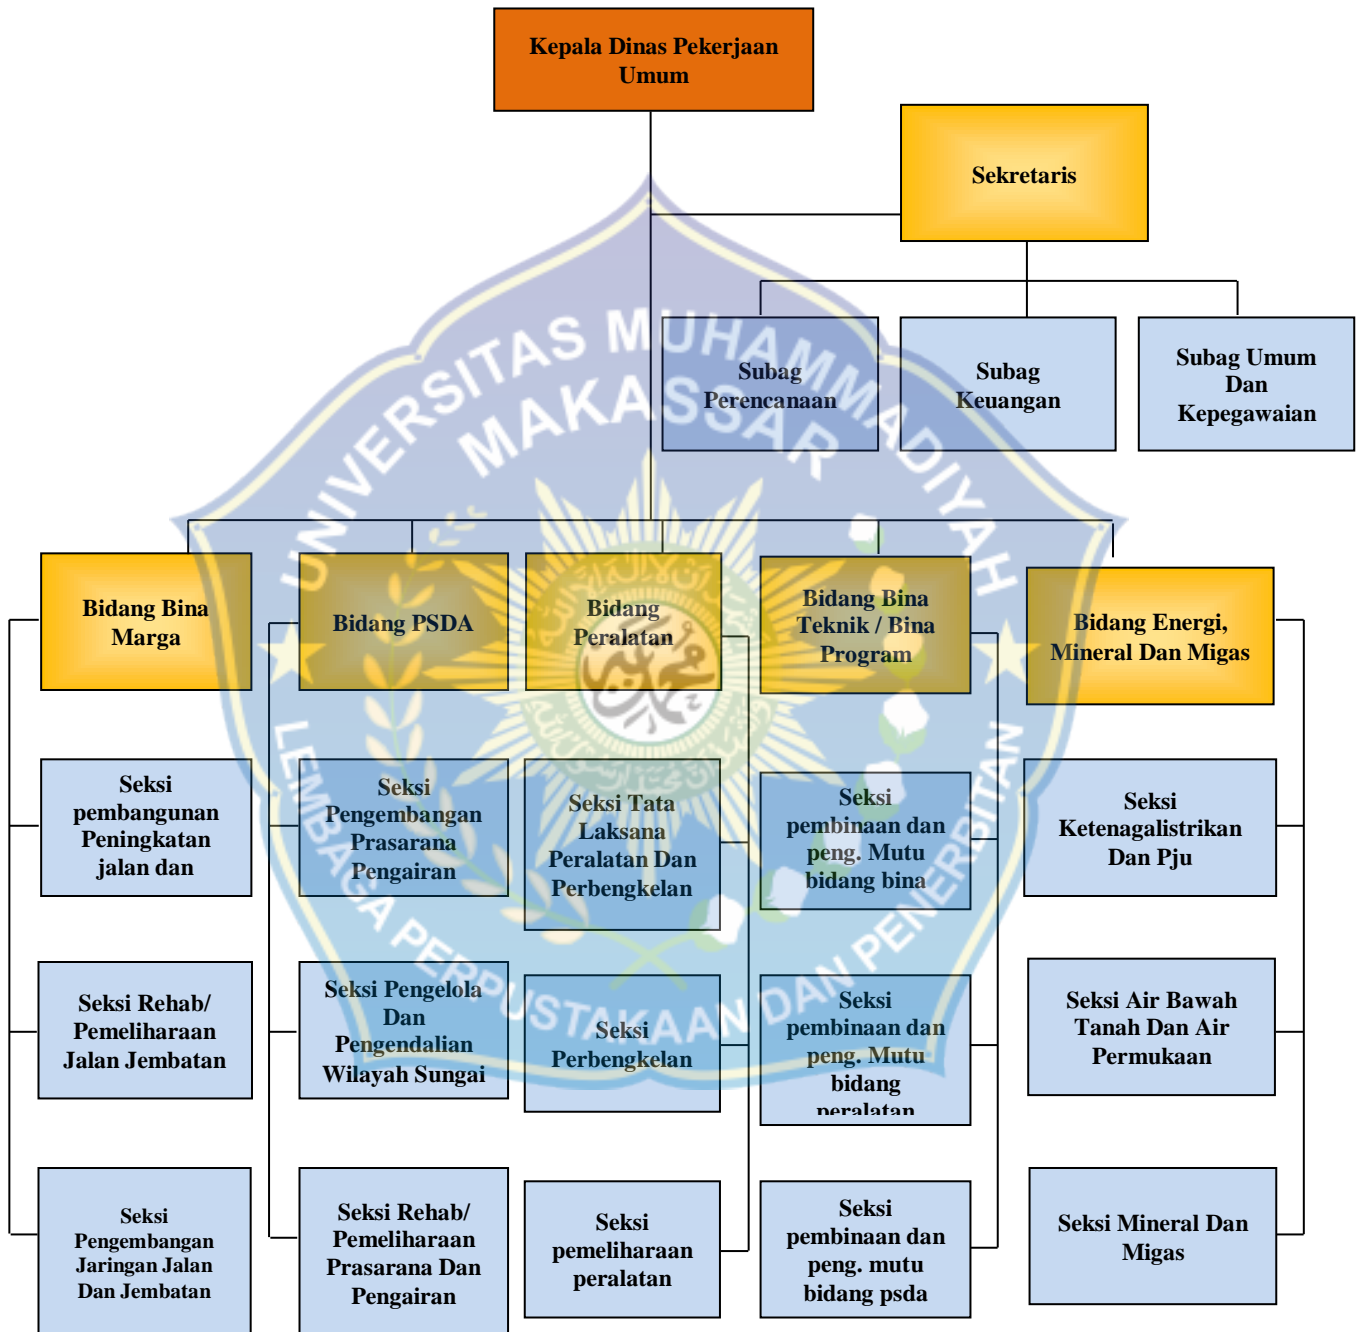 Kepala Dinas Pekerjaan
Umum
Sekretaris
Subag
Perencanaan
Subag
Keuangan
Subag Umum
Dan
Kepegawaian
Bidang Bina
Marga
Bidang PSDA
Bidang
Peralatan
Bidang Bina
Teknik / Bina
Program
Bidang Energi,
Mineral Dan Migas
Seksi
pembangunan
Peningkatan
jalan dan
Seksi
Pengembangan
Prasarana
Pengairan
Seksi Tata
Laksana
Peralatan Dan
Perbengkelan
Seksi
pembinaan dan
peng. Mutu
bidang bina
Seksi
Ketenagalistrikan
Dan Pju
Seksi Rehab/
Pemeliharaan
Jalan Jembatan
Seksi Pengelola
Dan
Pengendalian
Wilayah Sungai
Seksi
Perbengkelan
Seksi
pembinaan dan
peng. Mutu
bidang
peralatan
Seksi Air Bawah
Tanah Dan Air
Permukaan
Seksi
Pengembangan
Jaringan Jalan
Dan Jembatan
Seksi Rehab/
Pemeliharaan
Prasarana Dan
Pengairan
Seksi
pemeliharaan
peralatan
Seksi
pembinaan dan
peng. mutu
bidang psda
Seksi Mineral Dan
Migas
UNIVERSITAS MUHAMMADIYAH
MAKASSAR
LEMBAGA PERPUSTAKAAN DAN PENERBITAN